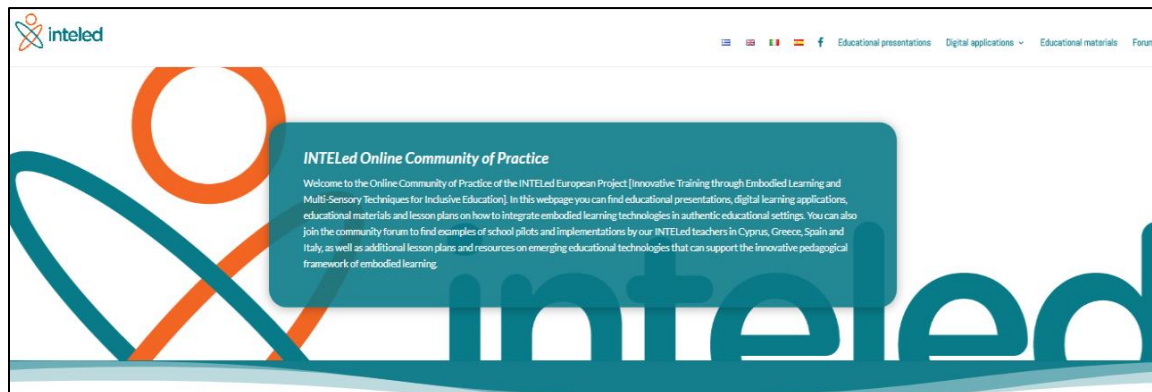 inteled
Educational presentations Digital applications Educational materials Forum
INTELed Online Community of Practice
Welcome to the Online Community of Practice of the INTELed European Project [Innovative Training through Embodied Learning and
Multi-Sensory Techniques for Inclusive Education]. In this webpage you can find educational presentations, digital learning applications,
educational materials and lesson plans on how to integrate embodied learning technologies in authentic educational settings. You can also
join the community forum to find examples of school pilots and implementations by our INTELed teachers in Cyprus, Greece, Spain and
Italy, as well as additional lesson plans and resources on emerging educational technologies that can support the innovative pedagogical
framework of embodied learning.
inteled